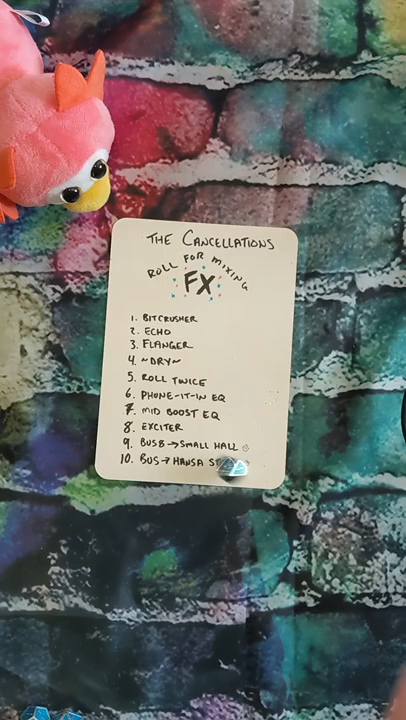 THE CANCELLATIONS
ROLL FOR MIXING
FX
1. BITCRUSHER
2. ECHO
3. FLANGER
4. ~DRY~
5. ROLL TWICE
6. PHONE-IT-IN EQ
7. MID BOOST EQ
8. EXCITER
9. BUS8→SMALL HALL
10. BUS→HANSA